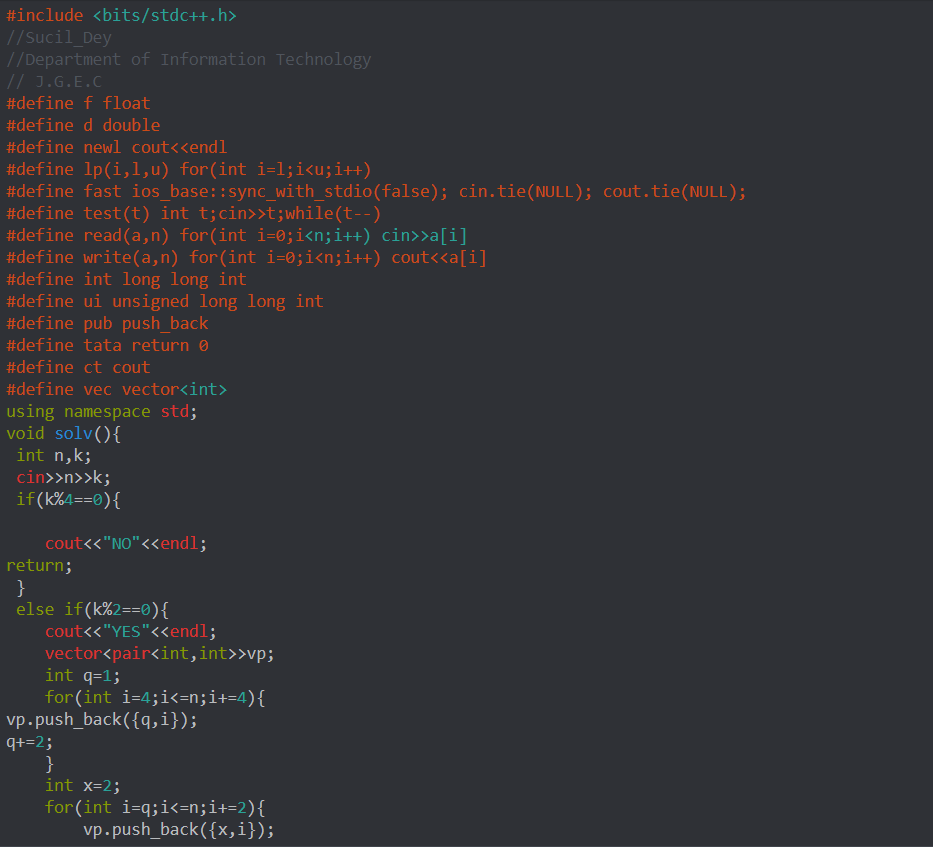 #include <bits/stdc++.h>
//Sucil_Dey
//Department of Information Technology
// J.G.E.C
#define f float
#define d double
#define newl cout<<endl
#define lp(i,l,u) for(int i=l;i<u;i++)
#define fast ios_base::sync_with_stdio(false); cin.tie(NULL); cout.tie(NULL);
#define test(t) int t;cin>>t;while(t--)
#define read(a,n) for(int i=0;i<n;i++) cin>>a[i]
#define write(a,n) for(int i=0;i<n;i++) cout<<a[i]
#define int long long int
#define ui unsigned long long int
#define pub push_back
#define tata return 0
#define ct cout
#define vec vector<int>
using namespace std;
void solv(){
 int n,k;
 cin>>n>>k;
 if(k%4==0){
    cout<<"NO"<<endl;
return;
 }
 else if(k%2==0){
    cout<<"YES"<<endl;
    vector<pair<int,int>>vp;
    int q=1;
    for(int i=4;i<=n;i+=4){
vp.push_back({q,i});
q+=2;
    }
    int x=2;
    for(int i=q;i<=n;i+=2){
        vp.push_back({x,i});